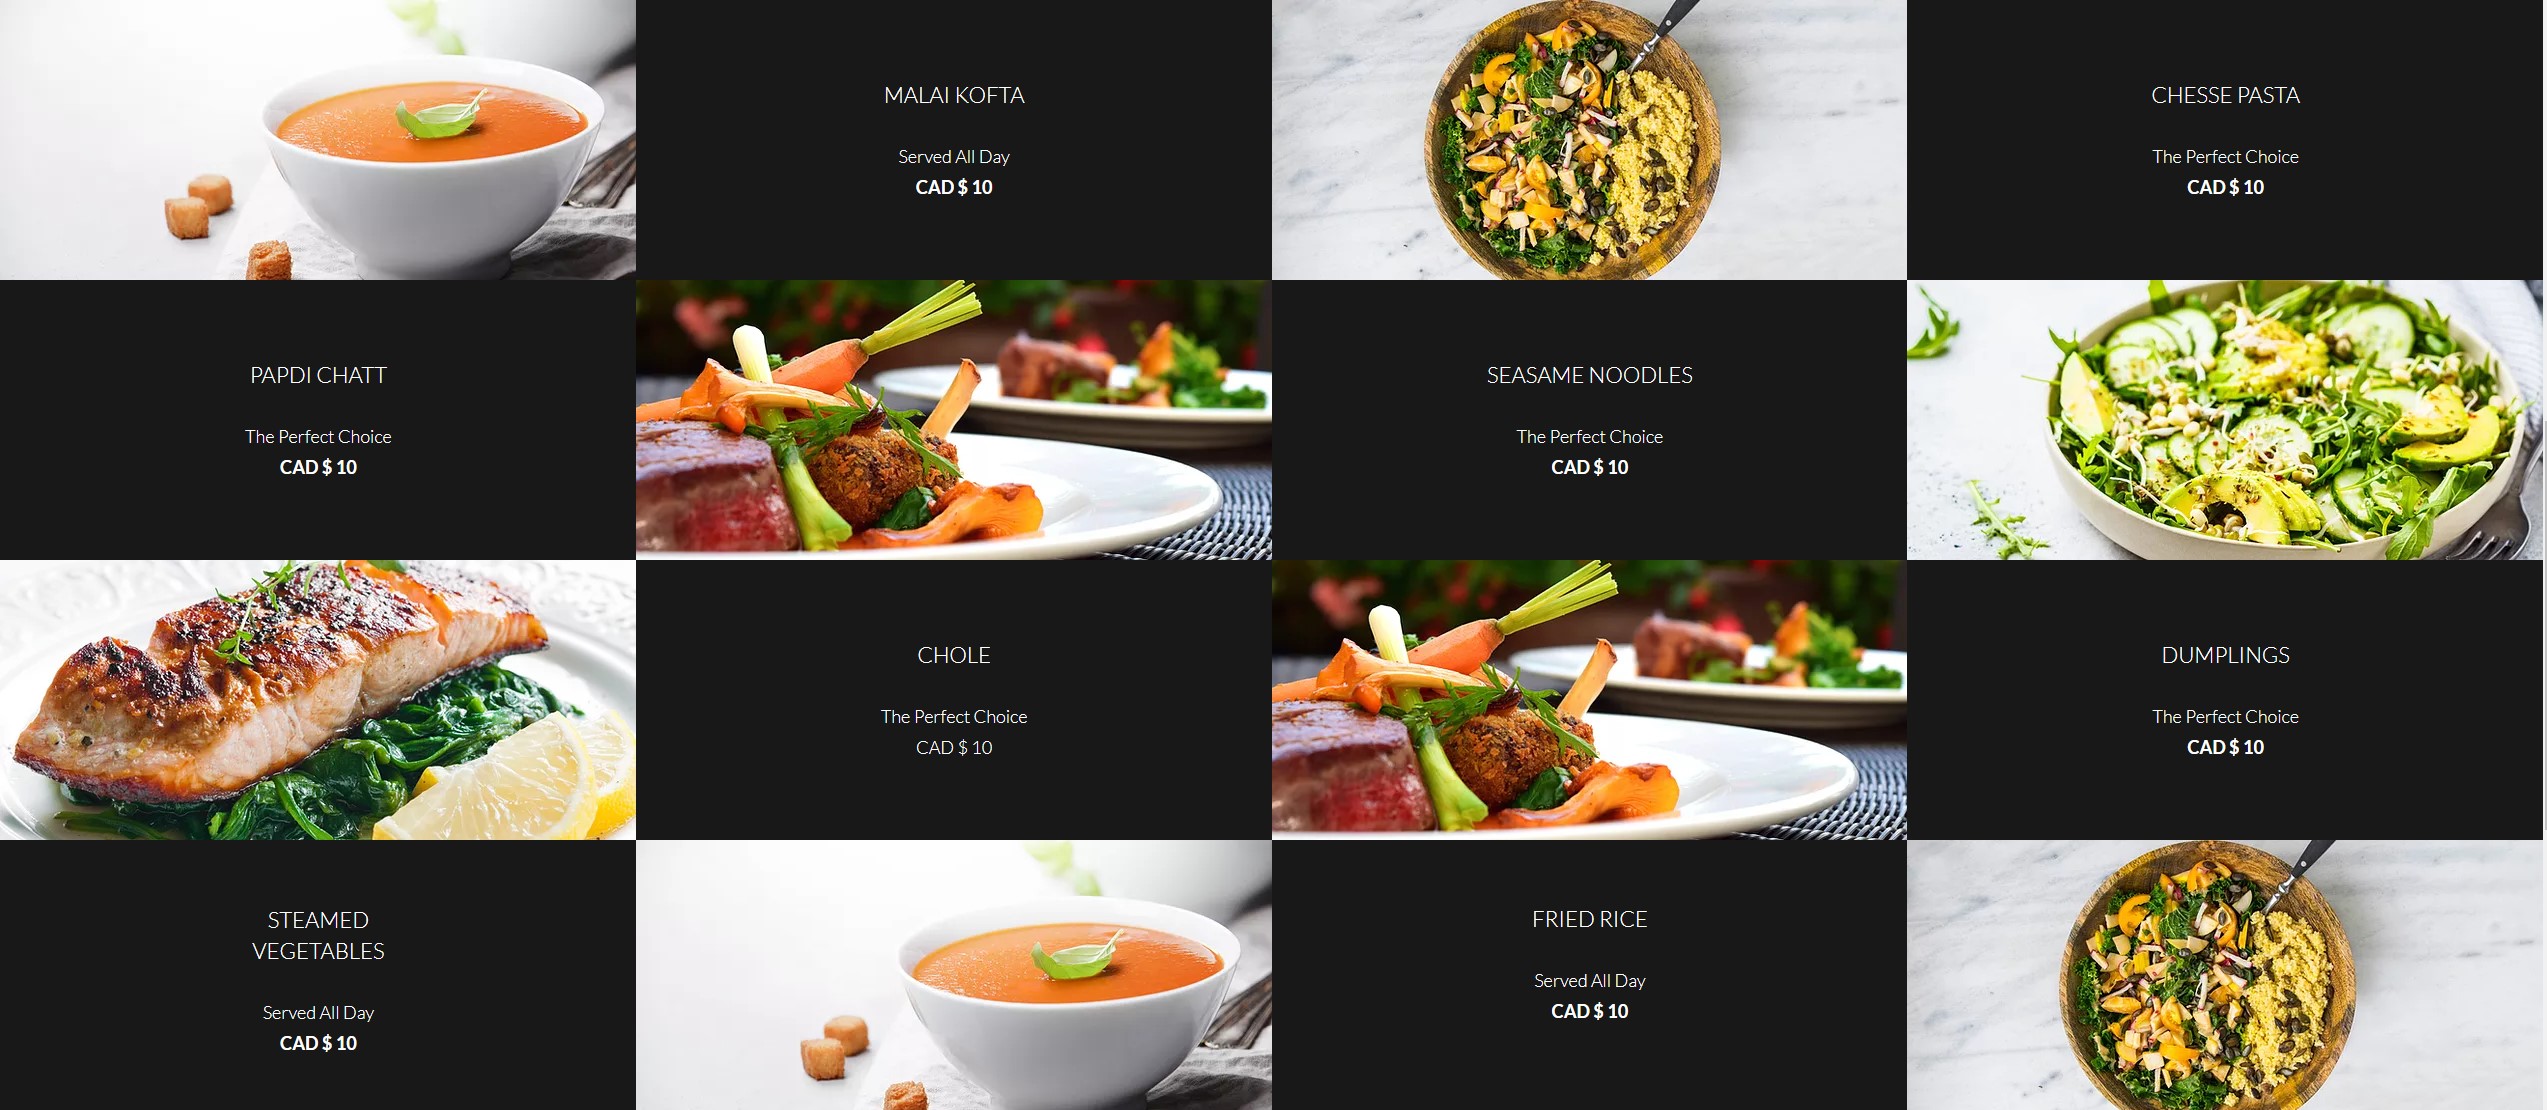 MALAI KOFTA
Served All Day
CAD $ 10
CHESSE PASTA
The Perfect Choice
CAD $ 10
PAPDI CHATT
The Perfect Choice
CAD $ 10
SEASAME NOODLES
The Perfect Choice
CAD $ 10
CHOLE
The Perfect Choice
CAD $ 10
DUMPLINGS
The Perfect Choice
CAD $ 10
STEAMED
VEGETABLES
Served All Day
CAD $ 10
FRIED RICE
Served All Day
CAD $ 10